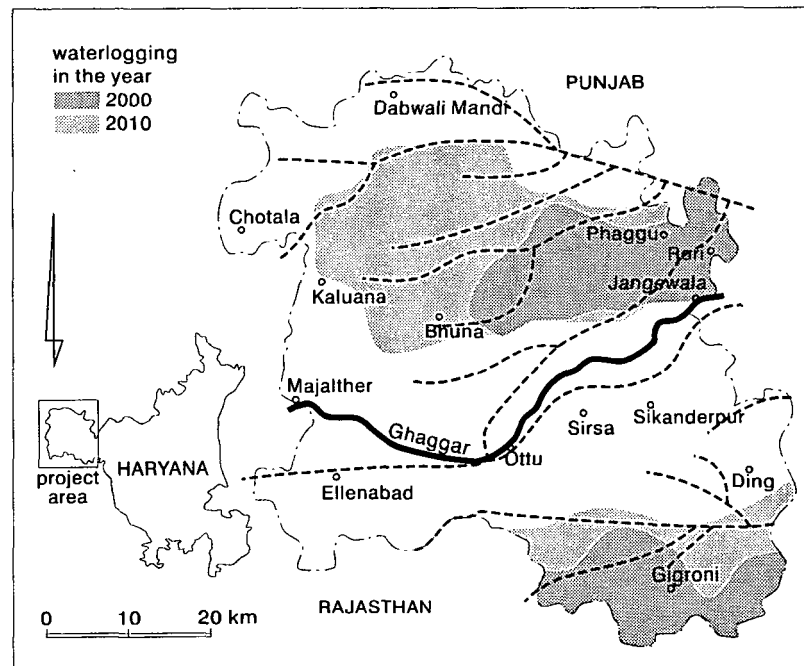 waterlogging
in the year
2000
2010
PUNJAB
Dabwali Mandi
Chotala
Phaggu
Rori
Jangewala
Kaluana
Bhuna
Majalther
Ghaggar
Sirsa
Sikanderpur
HARYANA
project
area
Ottu
Ellenabad
Ding
Gigroni
RAJASTHAN
0 10 20 km